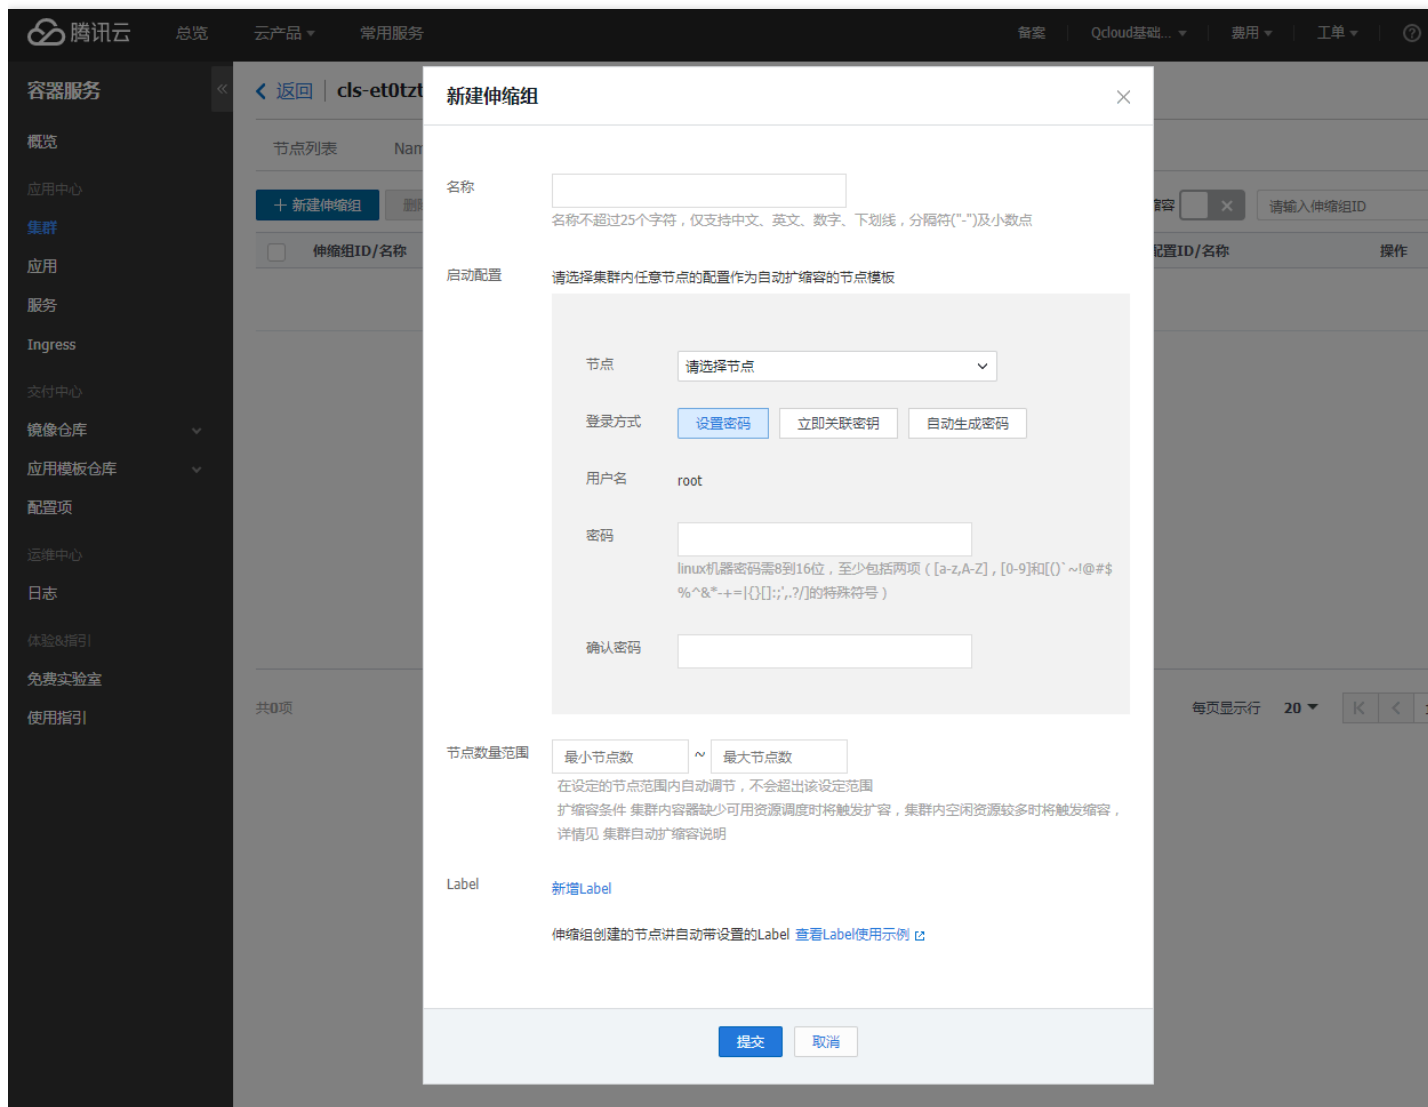 腾讯云 总览 云产品 常用服务 备案 Qcloud基础... 费用 工单
容器服务
概览
应用中心
集群
应用
服务
Ingress
交付中心
镜像仓库
应用模板仓库
配置项
运维中心
日志
体验&指引
免费实验室
使用指引
返回 cls-et0tzt
节点列表 Nam
新建伸缩组 删 缩容 请输入伸缩组ID
伸缩组ID/名称 配置ID/名称 操作
共0项 每页显示行 20
新建伸缩组
名称
名称不超过25个字符，仅支持中文、英文、数字、下划线，分隔符("-")及小数点
启动配置 请选择集群内任意节点的配置作为自动扩缩容的节点模板
节点 请选择节点
登录方式 设置密码 立即关联密钥 自动生成密码
用户名 root
密码
linux机器密码需8到16位，至少包括两项（[a-z,A-Z]，[0-9]和[()`~!@#$
%^&*-+=|{}[]:;',.?/]的特殊符号）
确认密码
节点数量范围 最小节点数 ~ 最大节点数
在设定的节点范围内自动调节，不会超出该设定范围
扩缩容条件 集群内容器缺少可用资源调度时将触发扩容，集群内空闲资源较多时将触发缩容，
详情见 集群自动扩缩容说明
Label 新增Label
伸缩组创建的节点讲自动带设置的Label 查看Label使用示例
提交 取消